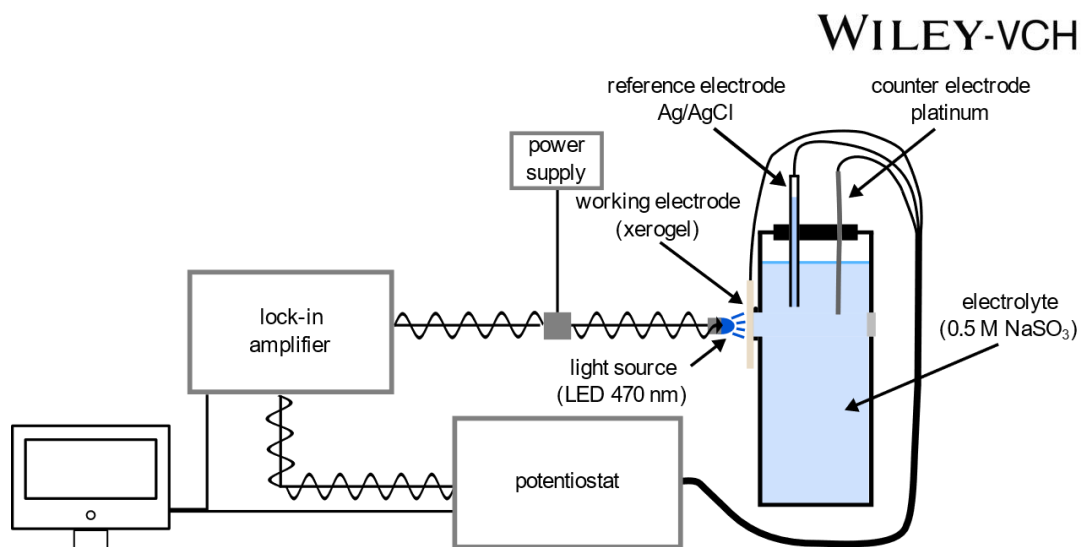 WILEY-VCH
reference electrode
Ag/AgCl
counter electrode
platinum
power
supply
working electrode
(xerogel)
lock-in
amplifier
electrolyte
(0.5 M NaSO₃)
light source
(LED 470 nm)
potentiostat